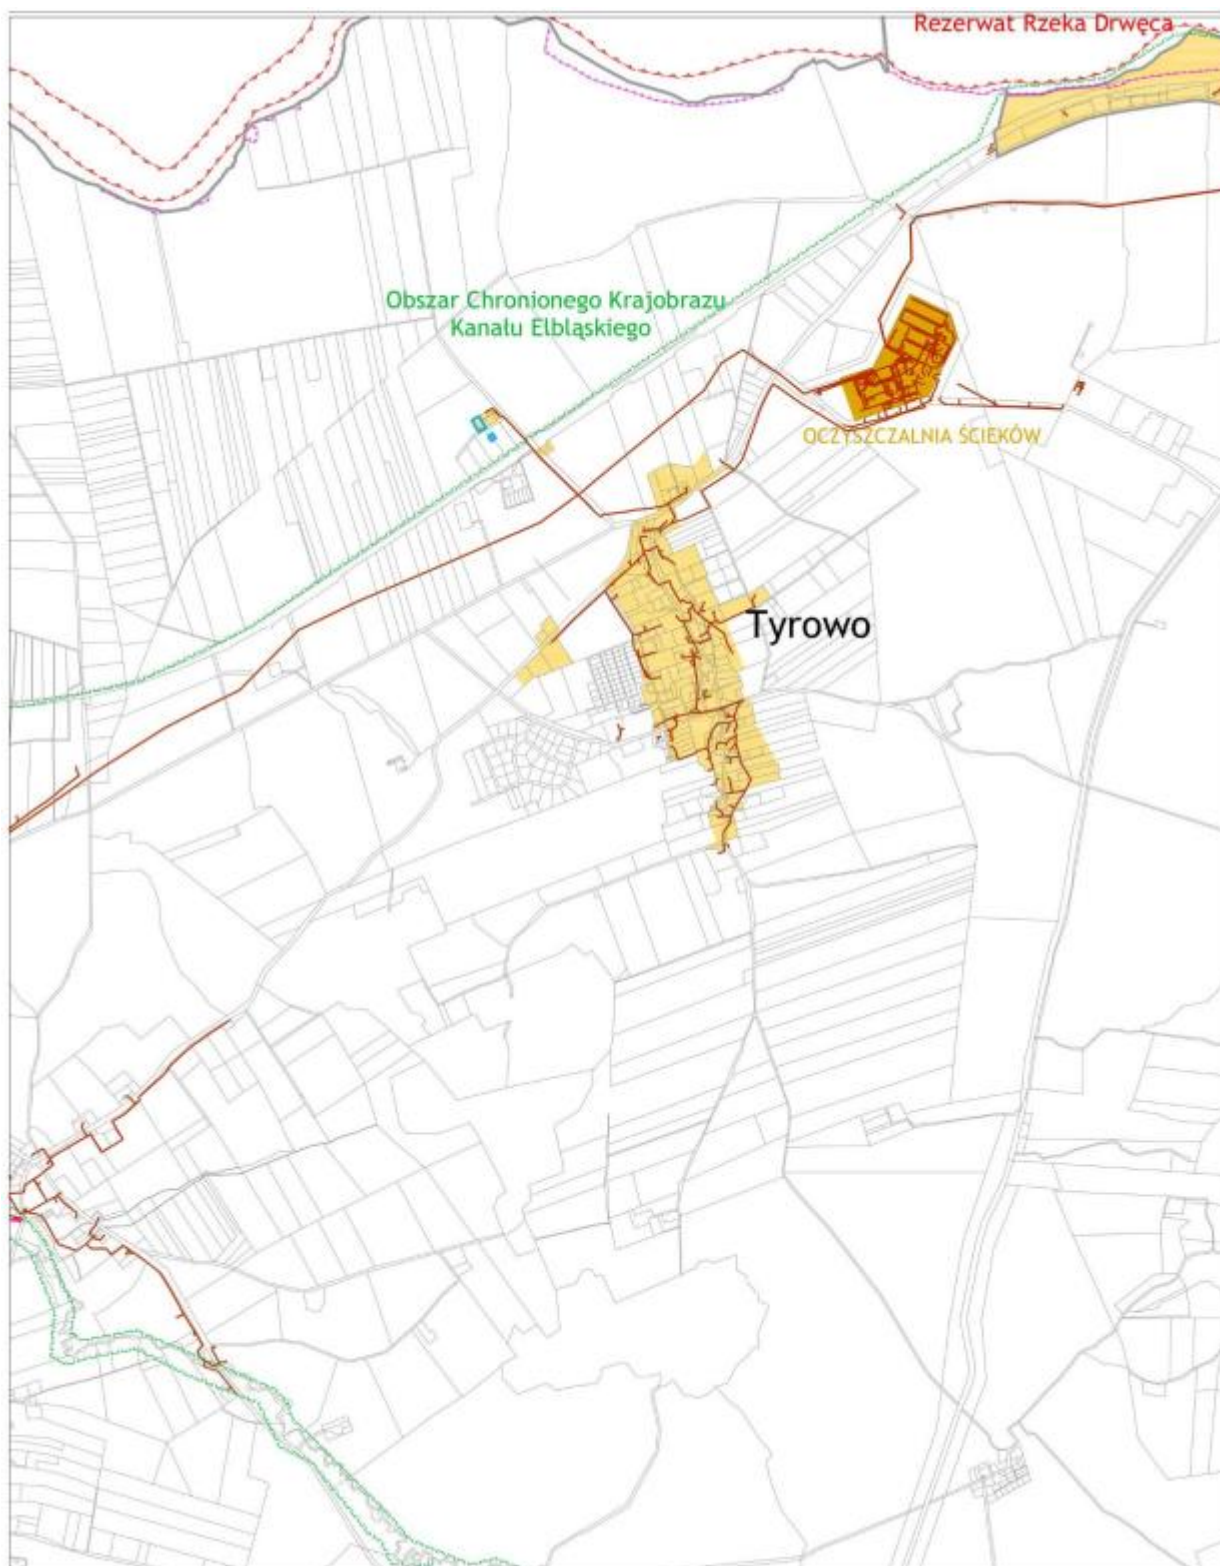 Rezerwat Rzeka Drwęca
Obszar Chronionego Krajobrazu
Kanału Elbląskiego
OCZYSZCZALNIA ŚCIEKÓW
Tyrowo